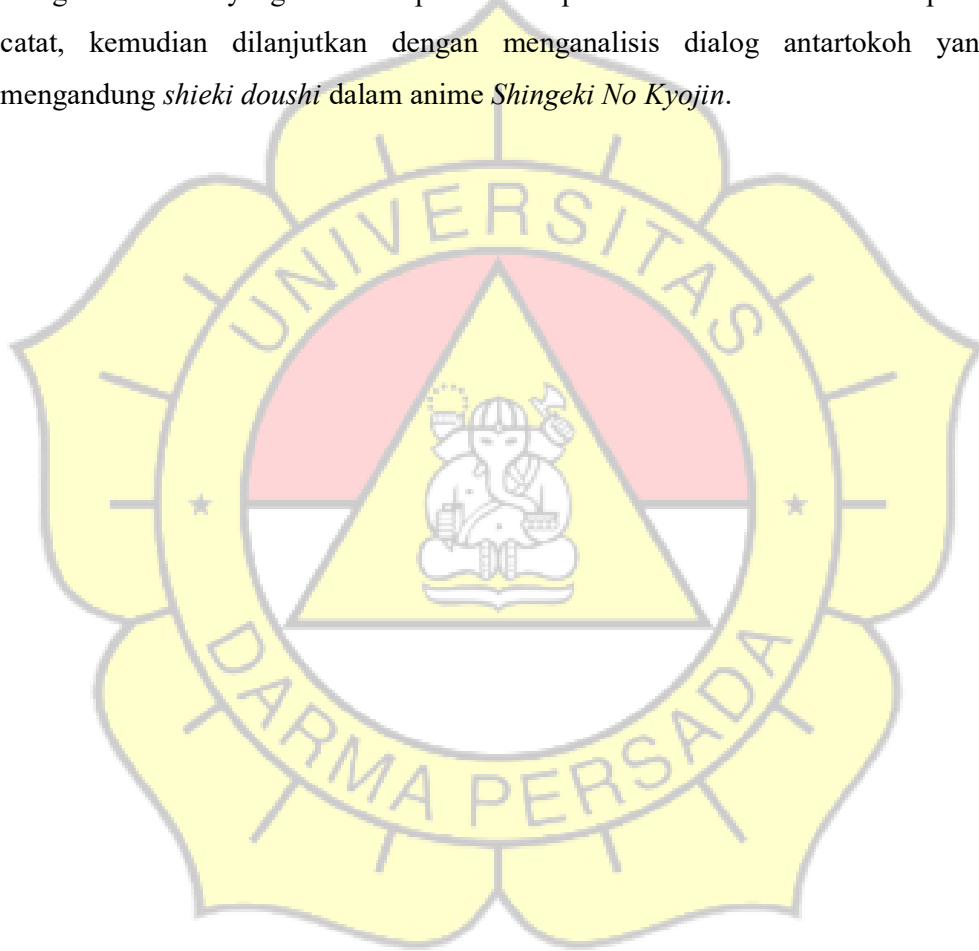 catat, kemudian dilanjutkan dengan menganalisis dialog antartokoh yan
mengandung shieki doushi dalam anime Shingeki No Kyojin.
UNIVERSITAS
DARMA PERSADA